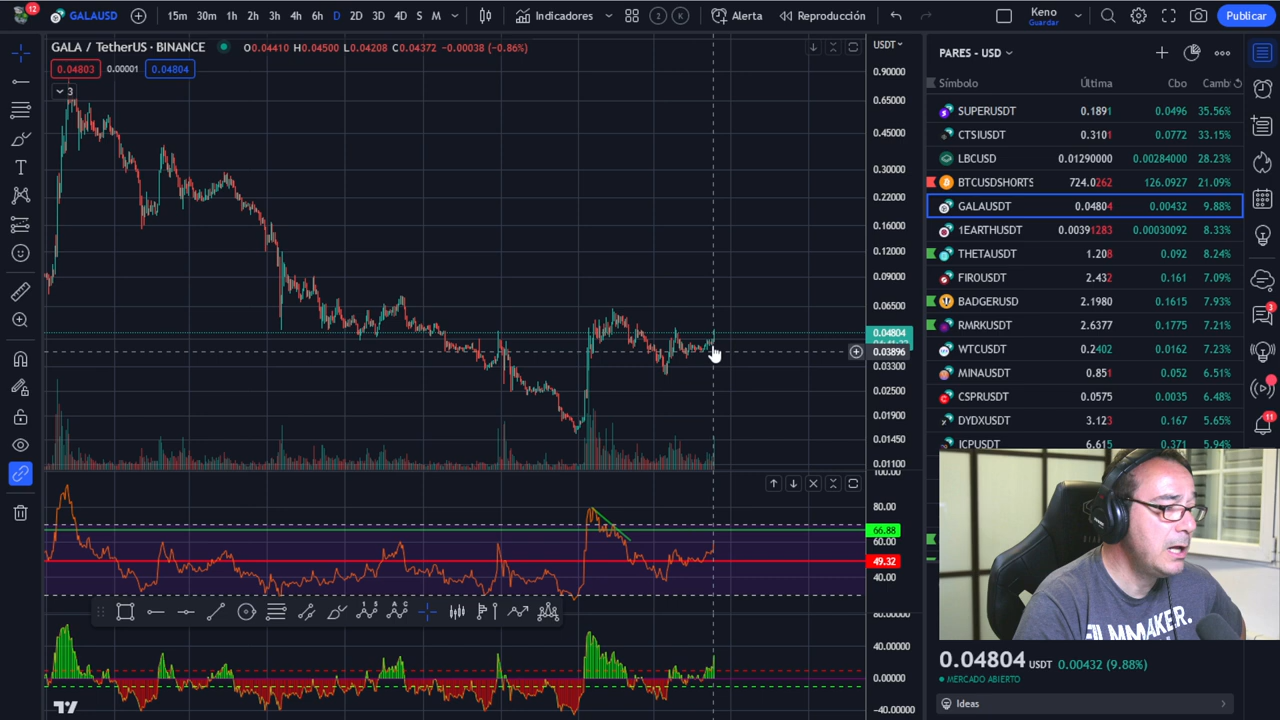 12
GALAUSD
15m 30m 1h 2h 3h 4h 6h D 2D 3D 4D S M
Indicadores
2 K
Alerta
Reproducción
Keno
Guardar
Publicar
GALA / TetherUS · BINANCE
O0.04410 H0.04500 L0.04208 C0.04372 -0.00038 (-0.86%)
0.04803 0.00001 0.04804
3
USDT
0.90000
0.65000
0.45000
0.30000
0.22000
0.16000
0.12000
0.09000
0.06500
0.04804
0.03896
0.03300
0.02500
0.01900
0.01450
0.01100
100.00
80.00
66.88
60.00
49.32
40.00
80.00000
40.00000
0.00000
-40.00000
PARES - USD
Símbolo Última Cbo Camb
SUPERUSDT 0.1891 0.0496 35.56%
CTSIUSDT 0.3101 0.0772 33.15%
LBCUSD 0.01290000 0.00284000 28.23%
BTCUSDSHORTS 724.0262 126.0927 21.09%
GALAUSDT 0.04804 0.00432 9.88%
1EARTHUSDT 0.00391283 0.00030092 8.33%
THETAUSDT 1.208 0.092 8.24%
FIROUSDT 2.432 0.161 7.09%
BADGERUSD 2.1980 0.1615 7.93%
RMRKUSDT 2.6377 0.1775 7.21%
WTCUSDT 0.2402 0.0162 7.23%
MINAUSDT 0.851 0.052 6.51%
CSPRUSDT 0.0575 0.0035 6.48%
DYDXUSDT 3.123 0.167 5.65%
ICPUSDT 6.615 0.371 5.94%
3
11
FILMMAKER.
0.04804 USDT 0.00432 (9.88%)
MERCADO ABIERTO
Ideas